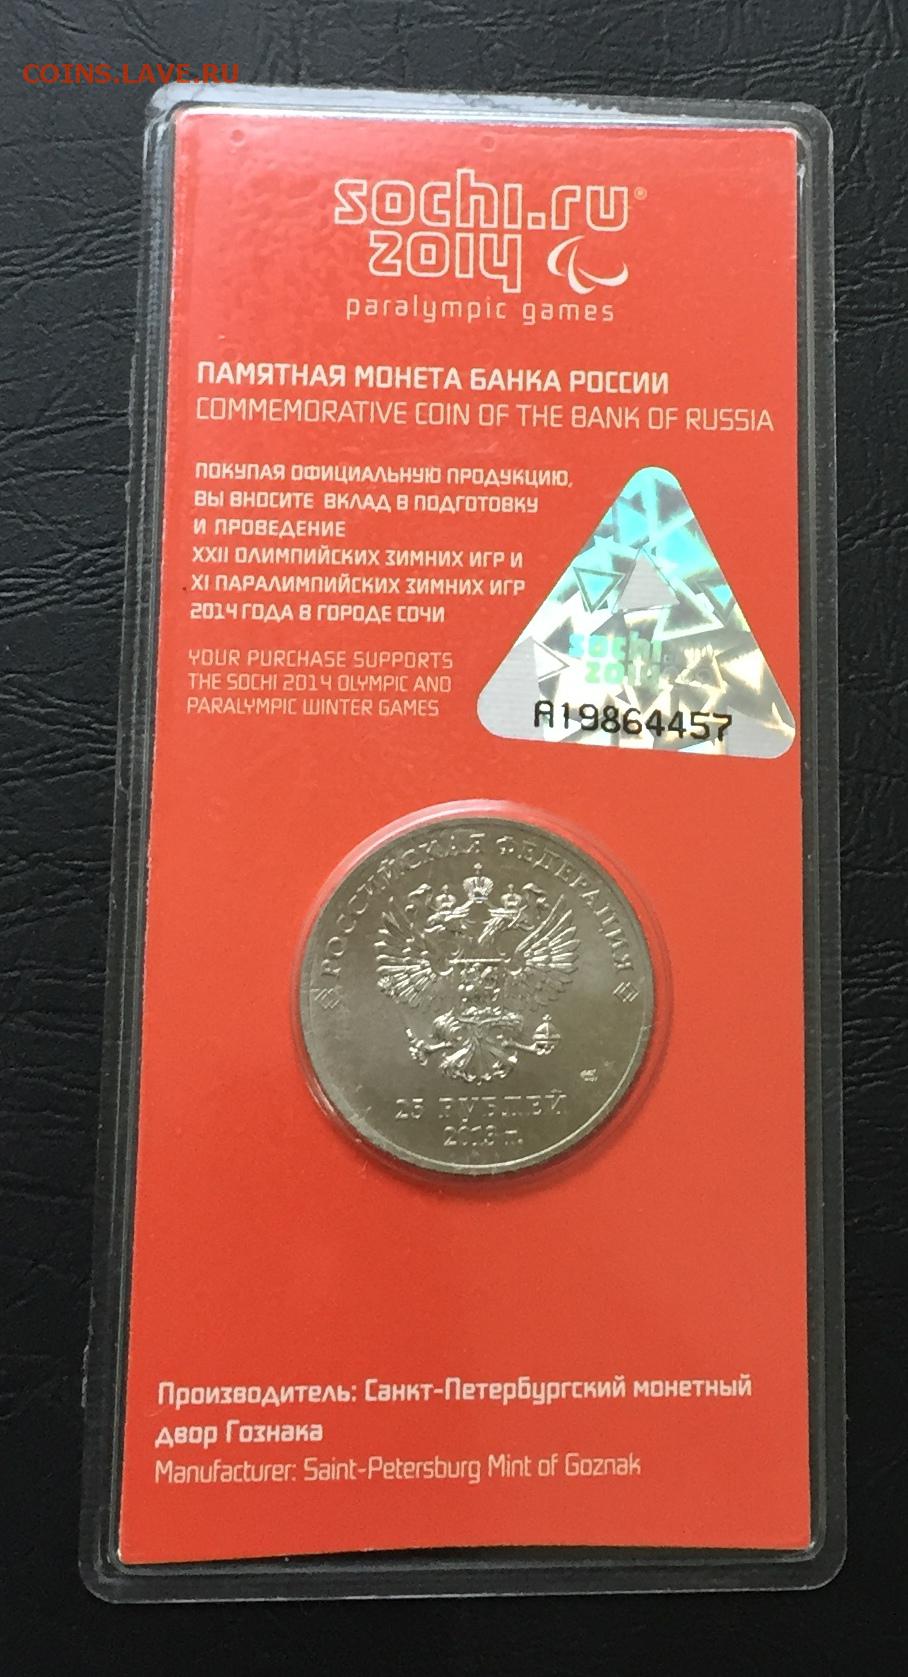 COINS.LAVE.RU
sochi.ru®
2014
paralympic games
ПАМЯТНАЯ МОНЕТА БАНКА РОССИИ
COMMEMORATIVE COIN OF THE BANK OF RUSSIA
ПОКУПАЯ ОФИЦИАЛЬНУЮ ПРОДУКЦИЮ,
ВЫ ВНОСИТЕ ВКЛАД В ПОДГОТОВКУ
И ПРОВЕДЕНИЕ
XXII ОЛИМПИЙСКИХ ЗИМНИХ ИГР И
XI ПАРАЛИМПИЙСКИХ ЗИМНИХ ИГР
2014 ГОДА В ГОРОДЕ СОЧИ
YOUR PURCHASE SUPPORTS
THE SOCHI 2014 OLYMPIC AND
PARALYMPIC WINTER GAMES
sochi
2014
A19864457
РОССИЙСКАЯ ФЕДЕРАЦИЯ
25 РУБЛЕЙ
2013 г.
Производитель: Санкт-Петербургский монетный
двор Гознака
Manufacturer: Saint-Petersburg Mint of Goznak